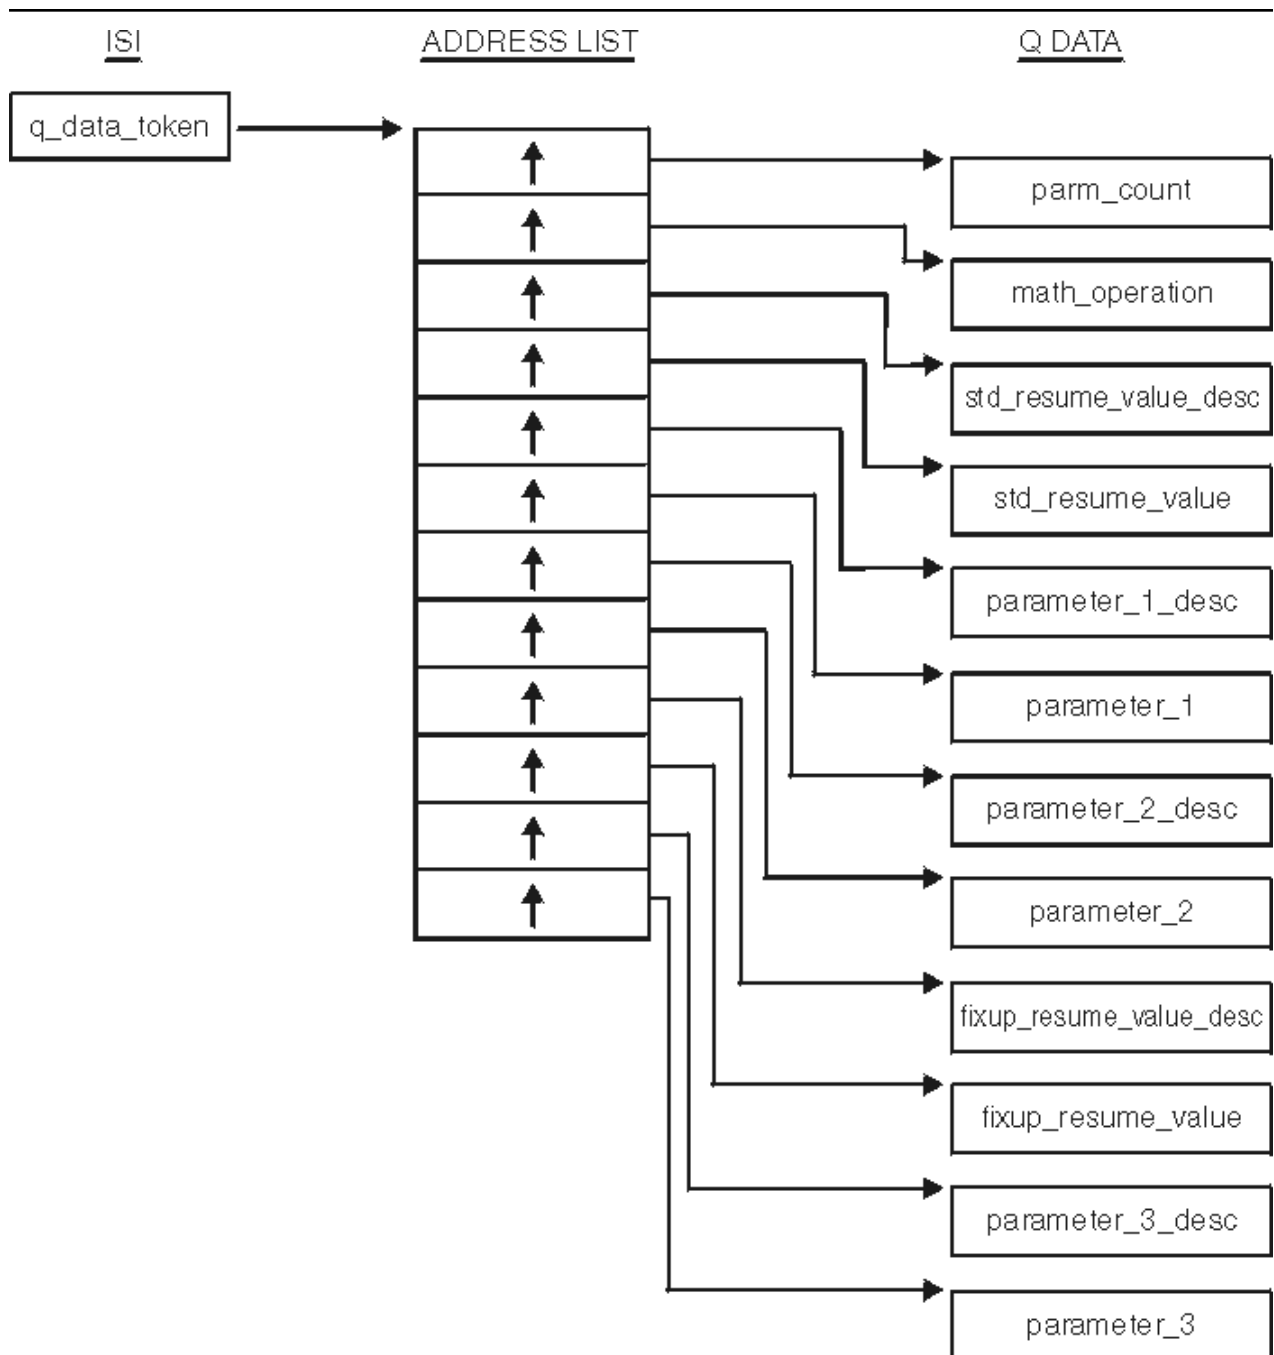 ISI
ADDRESS LIST
Q DATA
q_data_token
parm_count
math_operation
std_resume_value_desc
std_resume_value
parameter_1_desc
parameter_1
parameter_2_desc
parameter_2
fixup_resume_value_desc
fixup_resume_value
parameter_3_desc
parameter_3